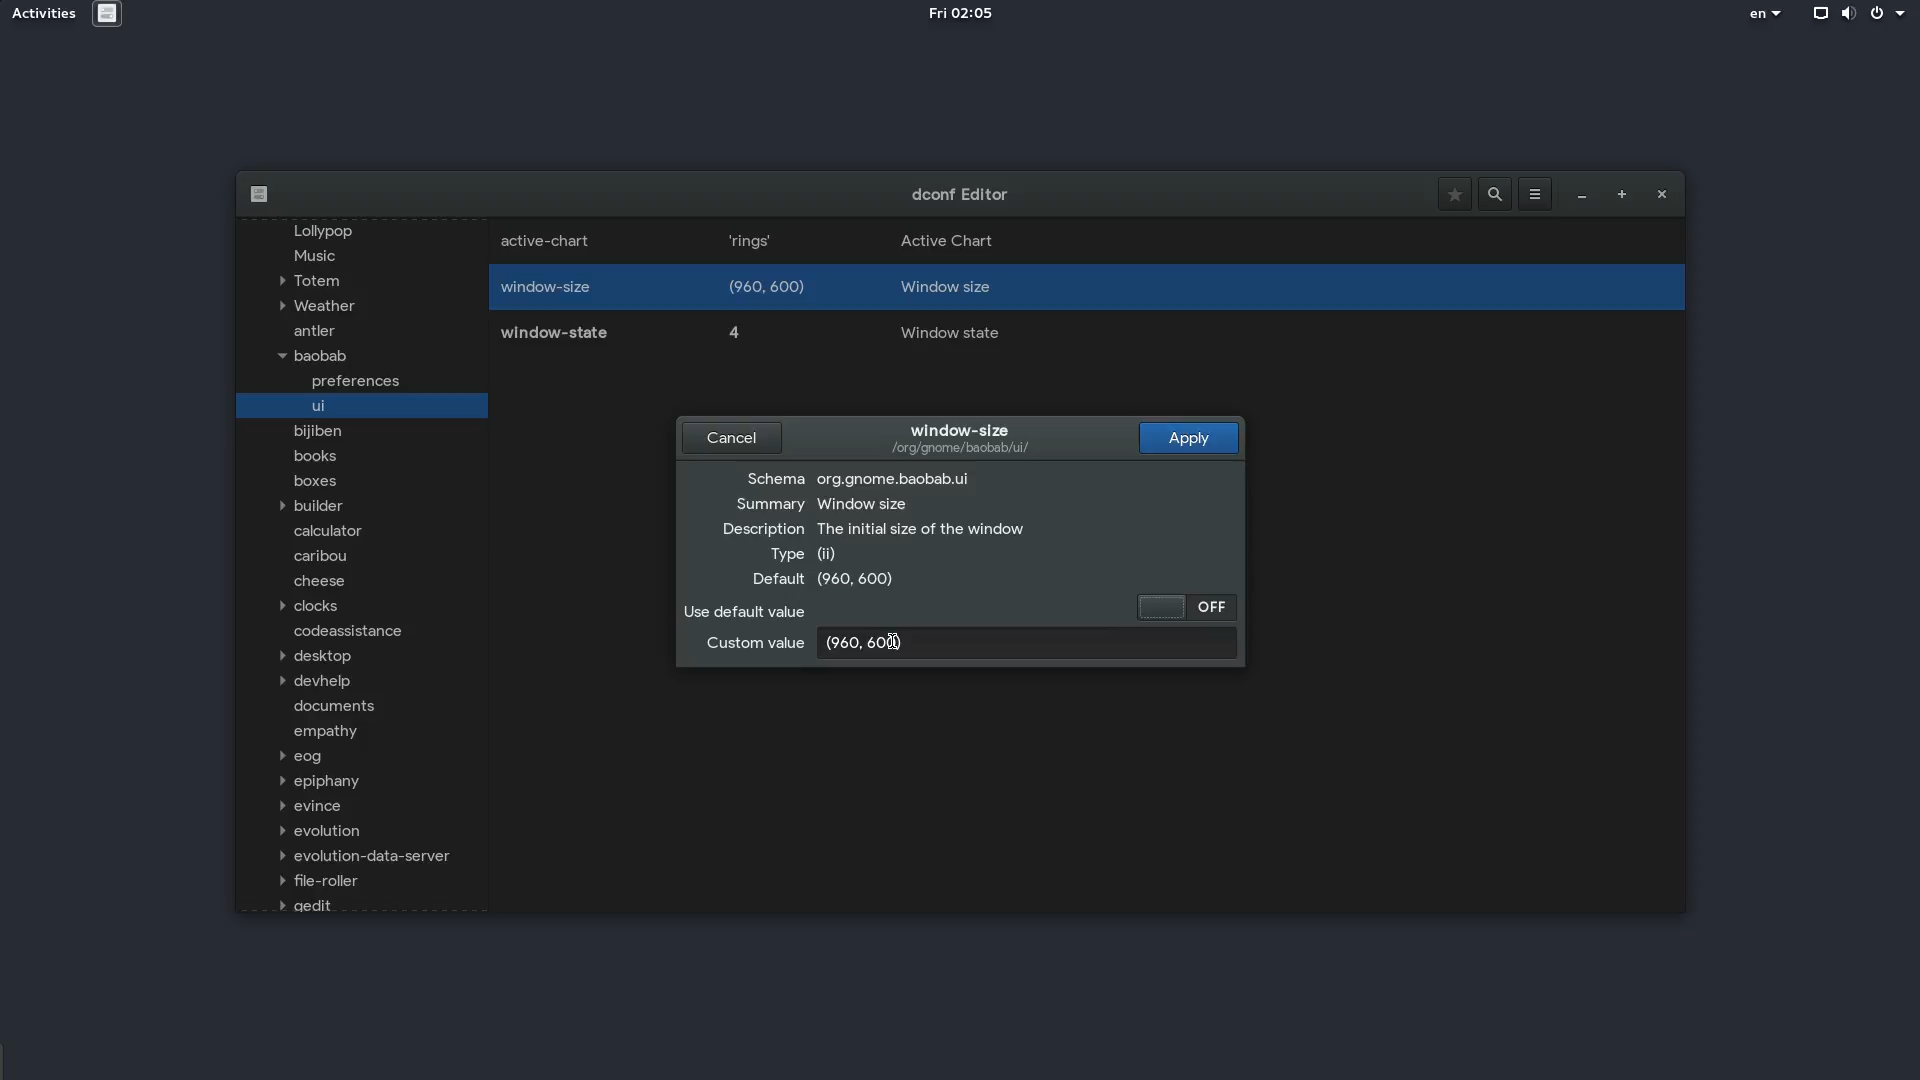 Activities
Fri 02:05
en
dconf Editor
Lollypop
Music
Totem
Weather
antler
baobab
preferences
ui
bijiben
books
boxes
builder
calculator
caribou
cheese
clocks
codeassistance
desktop
devhelp
documents
empathy
eog
epiphany
evince
evolution
evolution-data-server
file-roller
gedit
active-chart 'rings' Active Chart
window-size (960, 600) Window size
window-state 4 Window state
Cancel
window-size
/org/gnome/baobab/ui/
Apply
Schema org.gnome.baobab.ui
Summary Window size
Description The initial size of the window
Type (ii)
Default (960, 600)
Use default value OFF
Custom value (960, 600)